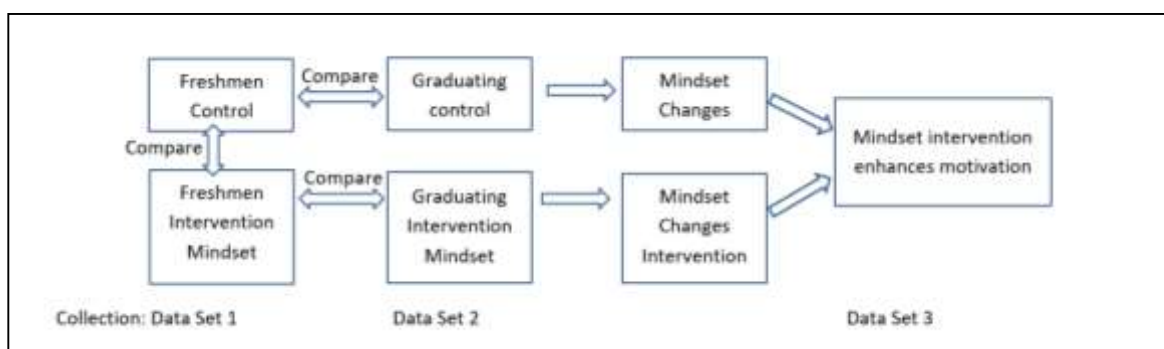 Freshmen
Control
Compare
Graduating
control
Mindset
Changes
Mindset intervention
enhances motivation
Compare
Freshmen
Intervention
Mindset
Compare
Graduating
Intervention
Mindset
Mindset
Changes
Intervention
Collection: Data Set 1
Data Set 2
Data Set 3